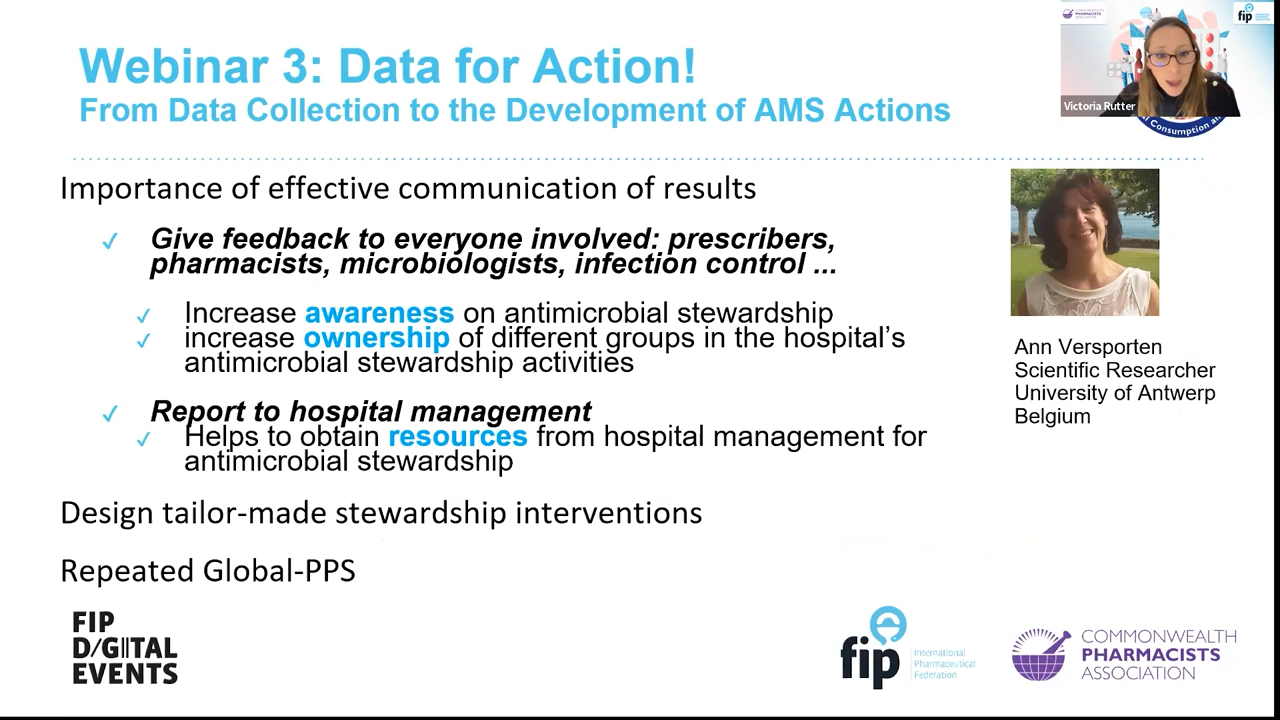 Webinar 3: Data for Action!
From Data Collection to the Development of AMS Actions
fip
Victoria Rutter
Consumption an
Importance of effective communication of results
✓ Give feedback to everyone involved: prescribers,
pharmacists, microbiologists, infection control ...
✓ Increase awareness on antimicrobial stewardship
✓ increase ownership of different groups in the hospital's
antimicrobial stewardship activities
✓ Report to hospital management
✓ Helps to obtain resources from hospital management for
antimicrobial stewardship
Design tailor-made stewardship interventions
Repeated Global-PPS
Ann Versporten
Scientific Researcher
University of Antwerp
Belgium
FIP
D/GITAL
EVENTS
fip
International
Pharmaceutical
Federation
COMMONWEALTH
PHARMACISTS
ASSOCIATION